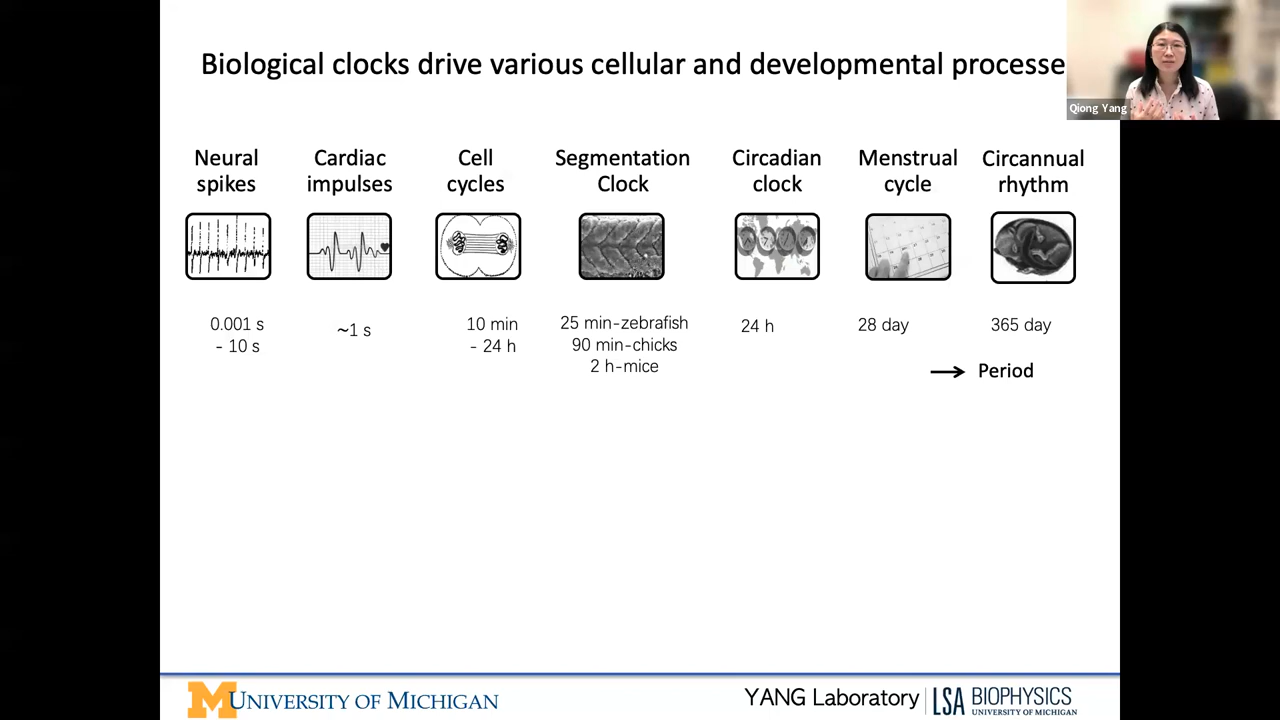 Biological clocks drive various cellular and developmental processe
Qiong Yang
Neural
spikes
Cardiac
impulses
Cell
cycles
Segmentation
Clock
Circadian
clock
Menstrual
cycle
Circannual
rhythm
0.001 s
- 10 s
~1 s
10 min
- 24 h
25 min-zebrafish
90 min-chicks
2 h-mice
24 h
28 day
365 day
→ Period
M UNIVERSITY OF MICHIGAN
YANG Laboratory
LSA BIOPHYSICS
UNIVERSITY OF MICHIGAN